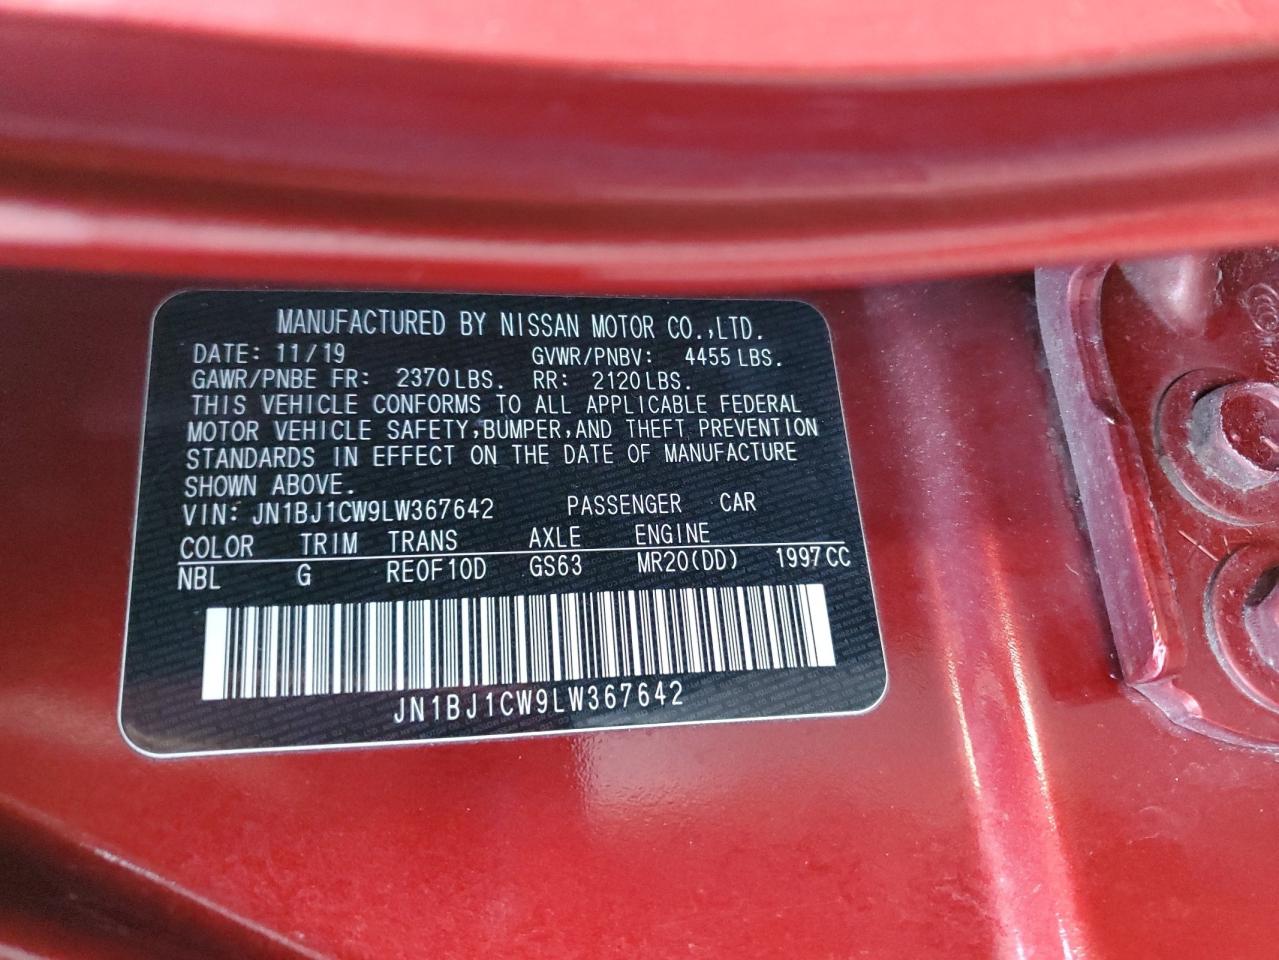 MANUFACTURED BY NISSAN MOTOR CO.,LTD.
DATE: 11/19 GVWR/PNBV: 4455 LBS.
GAWR/PNBE FR: 2370 LBS. RR: 2120 LBS.
THIS VEHICLE CONFORMS TO ALL APPLICABLE FEDERAL
MOTOR VEHICLE SAFETY,BUMPER,AND THEFT PREVENTION
STANDARDS IN EFFECT ON THE DATE OF MANUFACTURE
SHOWN ABOVE.
VIN: JN1BJ1CW9LW367642 PASSENGER CAR
COLOR TRIM TRANS AXLE ENGINE
NBL G RE0F10D GS63 MR20(DD) 1997 CC
JN1BJ1CW9LW367642